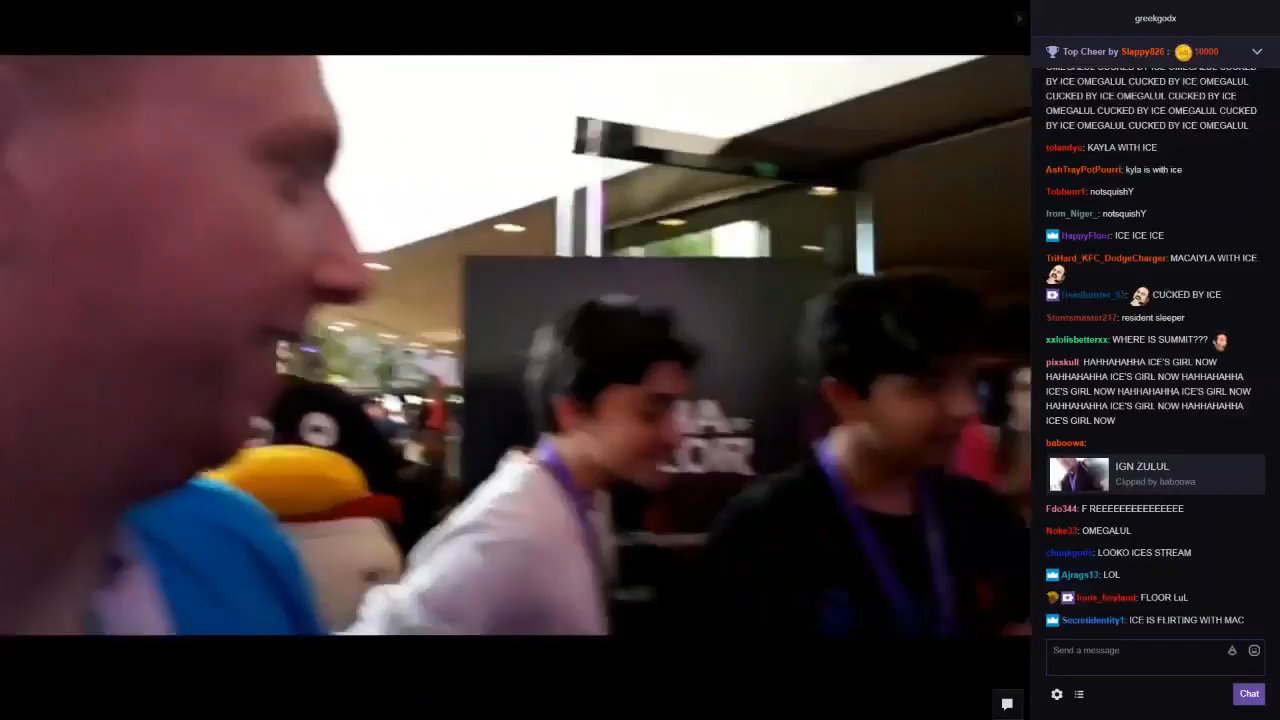 greekgodx
Top Cheer by Slappy826 : 10000
BY ICE OMEGALUL CUCKED BY ICE OMEGALUL
CUCKED BY ICE OMEGALUL CUCKED BY ICE
OMEGALUL CUCKED BY ICE OMEGALUL CUCKED
BY ICE OMEGALUL CUCKED BY ICE OMEGALUL
KAYLA WITH ICE
AshTrayPotPourri: kyla is with ice
Tobbenr1: notsquishY
from_Niger_: notsquishY
HappyFloor: ICE ICE ICE
TriHard_KFC_DodgeCharger: MACAIYLA WITH ICE
CUCKED BY ICE
Stuntsmaster217: resident sleeper
xxlolisbetterxx: WHERE IS SUMMIT???
pixskull: HAHHAHAHHA ICE'S GIRL NOW
HAHHAHAHHA ICE'S GIRL NOW HAHHAHAHHA
ICE'S GIRL NOW HAHHAHAHHA ICE'S GIRL NOW
HAHHAHAHHA ICE'S GIRL NOW HAHHAHAHHA
ICE'S GIRL NOW
baboowa:
IGN ZULUL
Clipped by baboowa
Fdo344: F REEEEEEEEEEEEEEE
Noke33: OMEGALUL
LOOKO ICES STREAM
Ajrags13: LOL
FLOOR LuL
Secretidentity1: ICE IS FLIRTING WITH MAC
Send a message
Chat